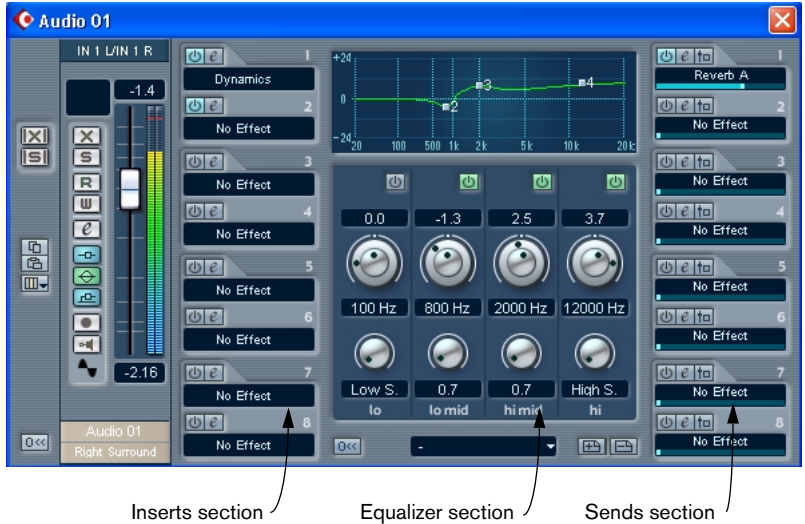 Audio 01
IN 1 L/IN 1 R
-1.4
X
S
R
W
e
-2.16
Audio 01
Right Surround
X
S
0<<
e 1
Dynamics
e 2
No Effect
e 3
No Effect
e 4
No Effect
e 5
No Effect
e 6
No Effect
e 7
No Effect
e 8
No Effect
+24
0
-24
20 100 500 1k 2k 5k 10k 20k
2 3 4
0.0 -1.3 2.5 3.7
100 Hz 800 Hz 2000 Hz 12000 Hz
Low S. 0.7 0.7 High S.
lo lo mid hi mid hi
0<< -
e 1
Reverb A
e 2
No Effect
e 3
No Effect
e 4
No Effect
e 5
No Effect
e 6
No Effect
e 7
No Effect
e 8
No Effect
Inserts section Equalizer section Sends section